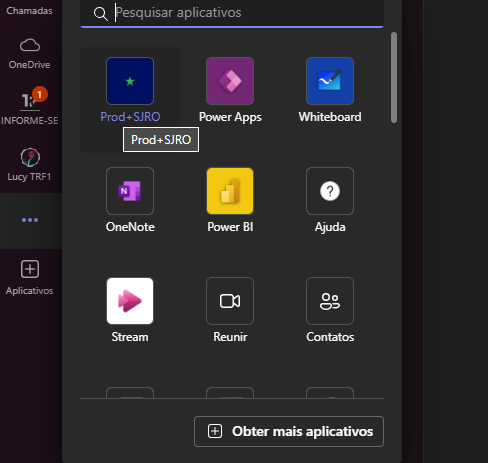 Chamadas
OneDrive
1
INFORME-SE
Lucy TRF1
Aplicativos
Pesquisar aplicativos
Prod+SJRO
Power Apps
Whiteboard
Prod+SJRO
OneNote
Power BI
Ajuda
Stream
Reunir
Contatos
Obter mais aplicativos